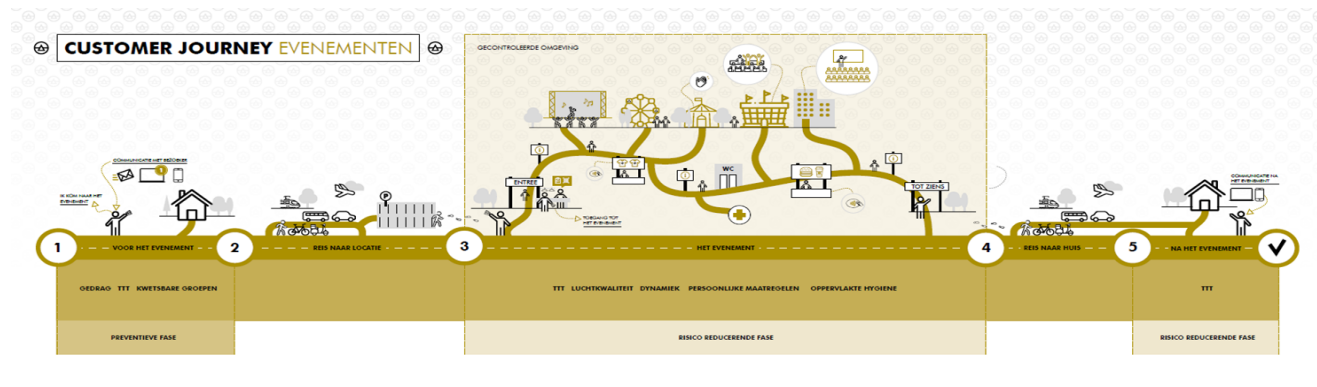 CUSTOMER JOURNEY EVENEMENTEN
GECONTROLEERDE OMGEVING
COMMUNICATIE MET BEZOEKER
IK KOM NAAR HET
EVENEMENT
P
ENTREE
TOEGANG TOT
HET EVENEMENT
WC
TOT ZIENS
COMMUNICATIE NA
HET EVENEMENT
1
VOOR HET EVENEMENT
2
REIS NAAR LOCATIE
3
HET EVENEMENT
4
REIS NAAR HUIS
5
NA HET EVENEMENT
GEDRAG TTT KWETSBARE GROEPEN
TTT LUCHTKWALITEIT DYNAMIEK PERSOONLIJKE MAATREGELEN OPPERVLAKTE HYGIENE
TTT
PREVENTIEVE FASE
RISICO REDUCERENDE FASE
RISICO REDUCERENDE FASE